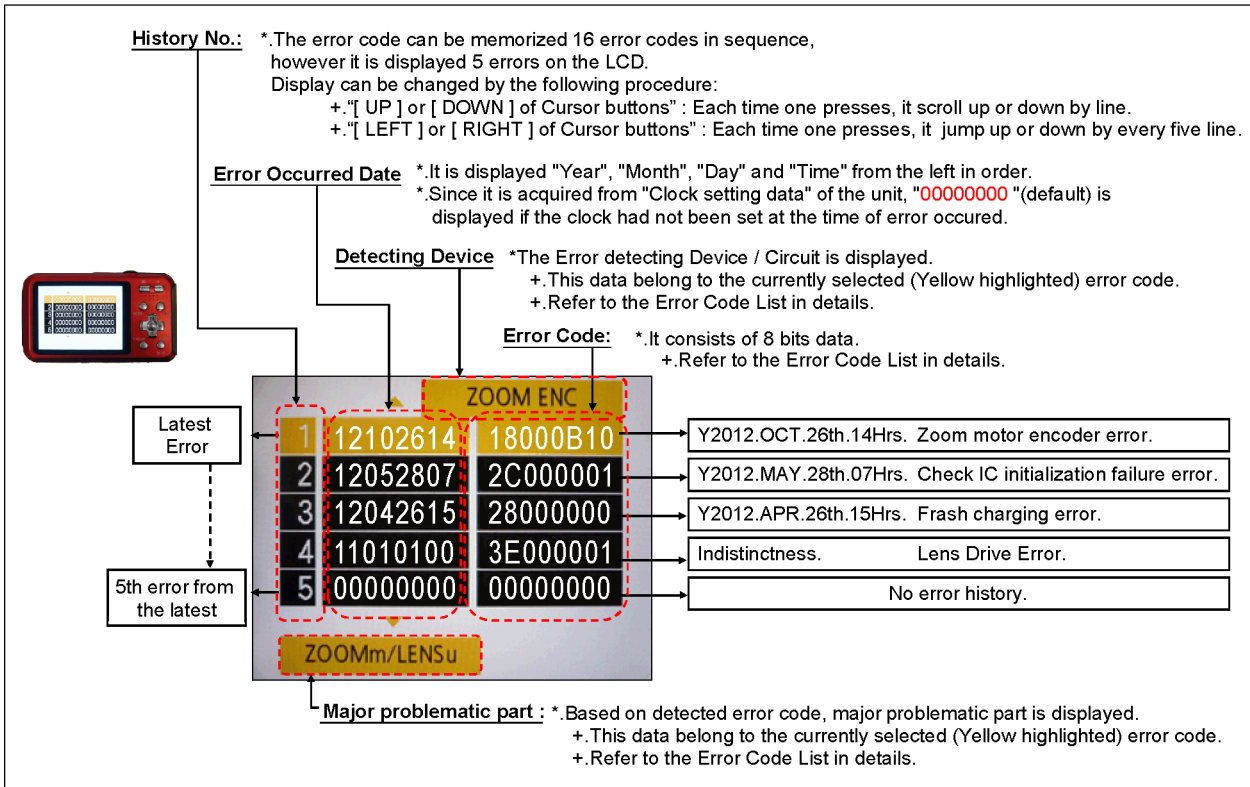 History No.: *.The error code can be memorized 16 error codes in sequence,
however it is displayed 5 errors on the LCD.
Display can be changed by the following procedure:
+.“[ UP ] or [ DOWN ] of Cursor buttons” : Each time one presses, it scroll up or down by line.
+.“[ LEFT ] or [ RIGHT ] of Cursor buttons” : Each time one presses, it jump up or down by every five line.
Error Occurred Date *.It is displayed "Year", "Month", "Day" and "Time" from the left in order.
*.Since it is acquired from "Clock setting data" of the unit, "00000000 "(default) is
displayed if the clock had not been set at the time of error occured.
Detecting Device *The Error detecting Device / Circuit is displayed.
+.This data belong to the currently selected (Yellow highlighted) error code.
+.Refer to the Error Code List in details.
Error Code: *.It consists of 8 bits data.
+.Refer to the Error Code List in details.
ZOOM ENC
Latest
Error
1 12102614 18000B10 Y2012.OCT.26th.14Hrs. Zoom motor encoder error.
2 12052807 2C000001 Y2012.MAY.28th.07Hrs. Check IC initialization failure error.
3 12042615 28000000 Y2012.APR.26th.15Hrs. Frash charging error.
4 11010100 3E000001 Indistinctness. Lens Drive Error.
5 00000000 00000000 No error history.
5th error from
the latest
ZOOMm/LENSu
Major problematic part : *.Based on detected error code, major problematic part is displayed.
+.This data belong to the currently selected (Yellow highlighted) error code.
+.Refer to the Error Code List in details.